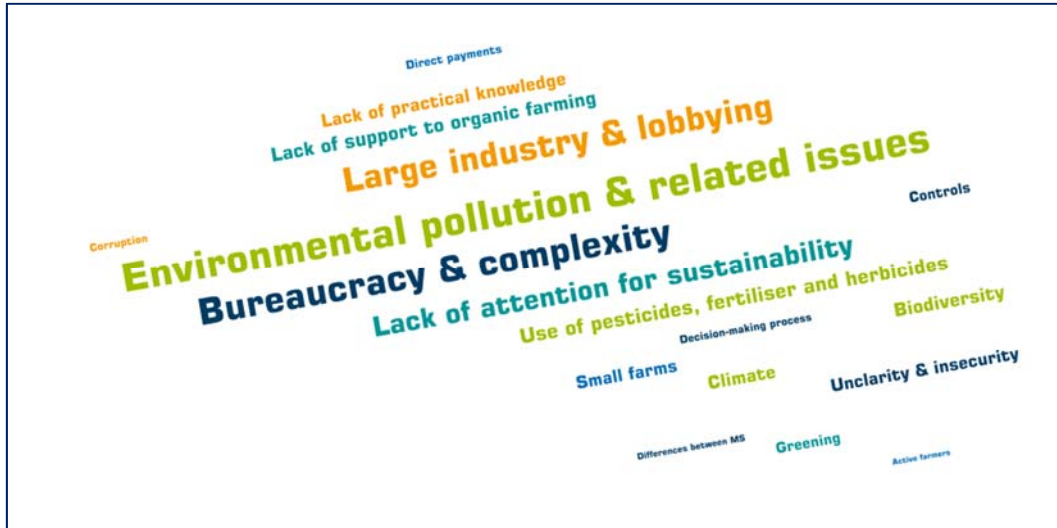 Direct payments
Lack of practical knowledge
Lack of support to organic farming
Large industry & lobbying
Environmental pollution & related issues
Controls
Corruption
Bureaucracy & complexity
Lack of attention for sustainability
Use of pesticides, fertiliser and herbicides
Biodiversity
Decision-making process
Small farms
Climate
Unclarity & insecurity
Differences between MS
Greening
Active farmers